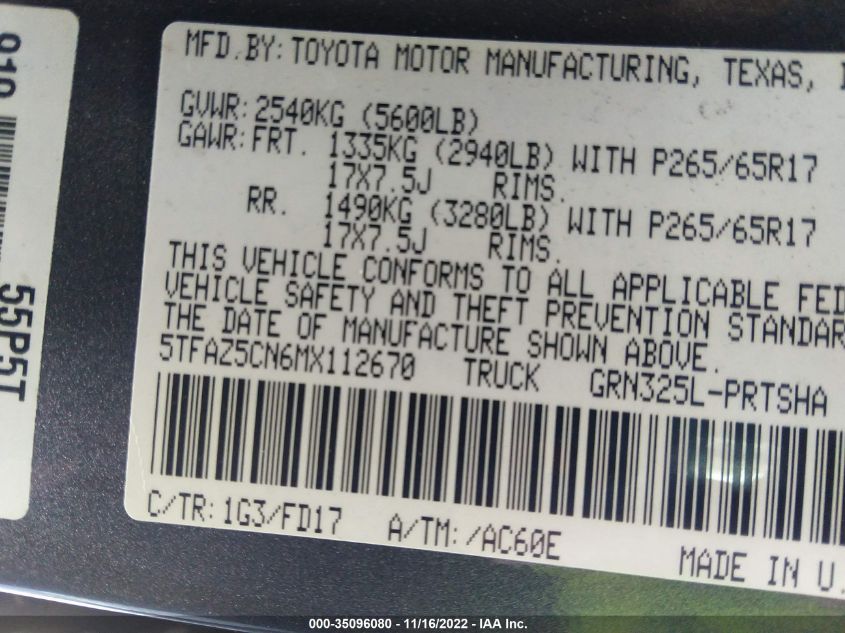 MFD.BY: TOYOTA MOTOR MANUFACTURING, TEXAS,
GVWR: 2540KG (5600LB)
GAWR: FRT. 1335KG (2940LB) WITH P265/65R17
17X7.5J RIMS.
RR. 1490KG (3280LB) WITH P265/65R17
17X7.5J RIMS.
THIS VEHICLE CONFORMS TO ALL APPLICABLE FED
VEHICLE SAFETY AND THEFT PREVENTION STANDAR
THE DATE OF MANUFACTURE SHOWN ABOVE.
5TFAZ5CN6MX112670 TRUCK GRN325L-PRTSHA
C/TR: 1G3/FD17 A/TM: /AC60E
MADE IN U.
55P5T
000-35096080 - 11/16/2022 - IAA Inc.